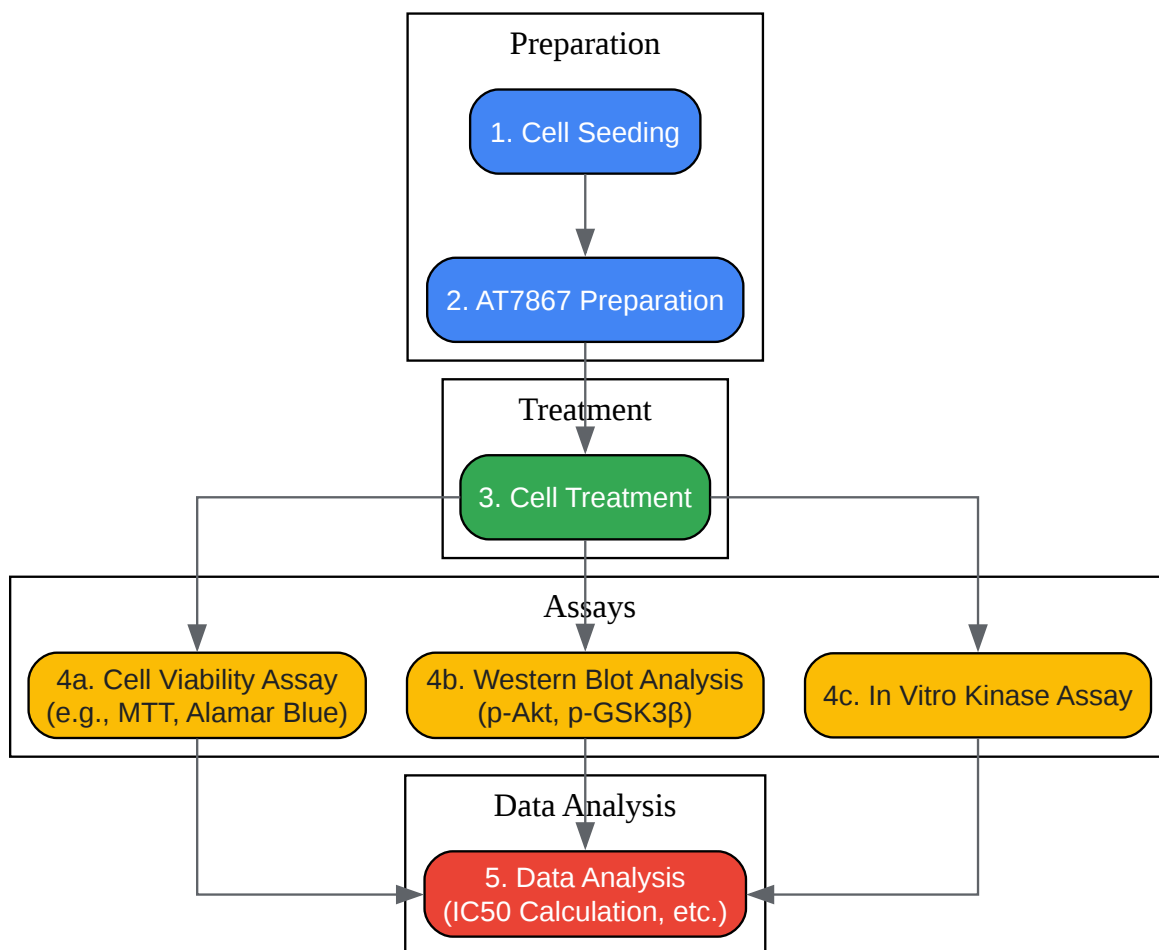 Preparation
1. Cell Seeding
2. AT7867 Preparation
Treatment
3. Cell Treatment
Assays
4a. Cell Viability Assay
(e.g., MTT, Alamar Blue)
4b. Western Blot Analysis
(p-Akt, p-GSK3β)
4c. In Vitro Kinase Assay
Data Analysis
5. Data Analysis
(IC50 Calculation, etc.)